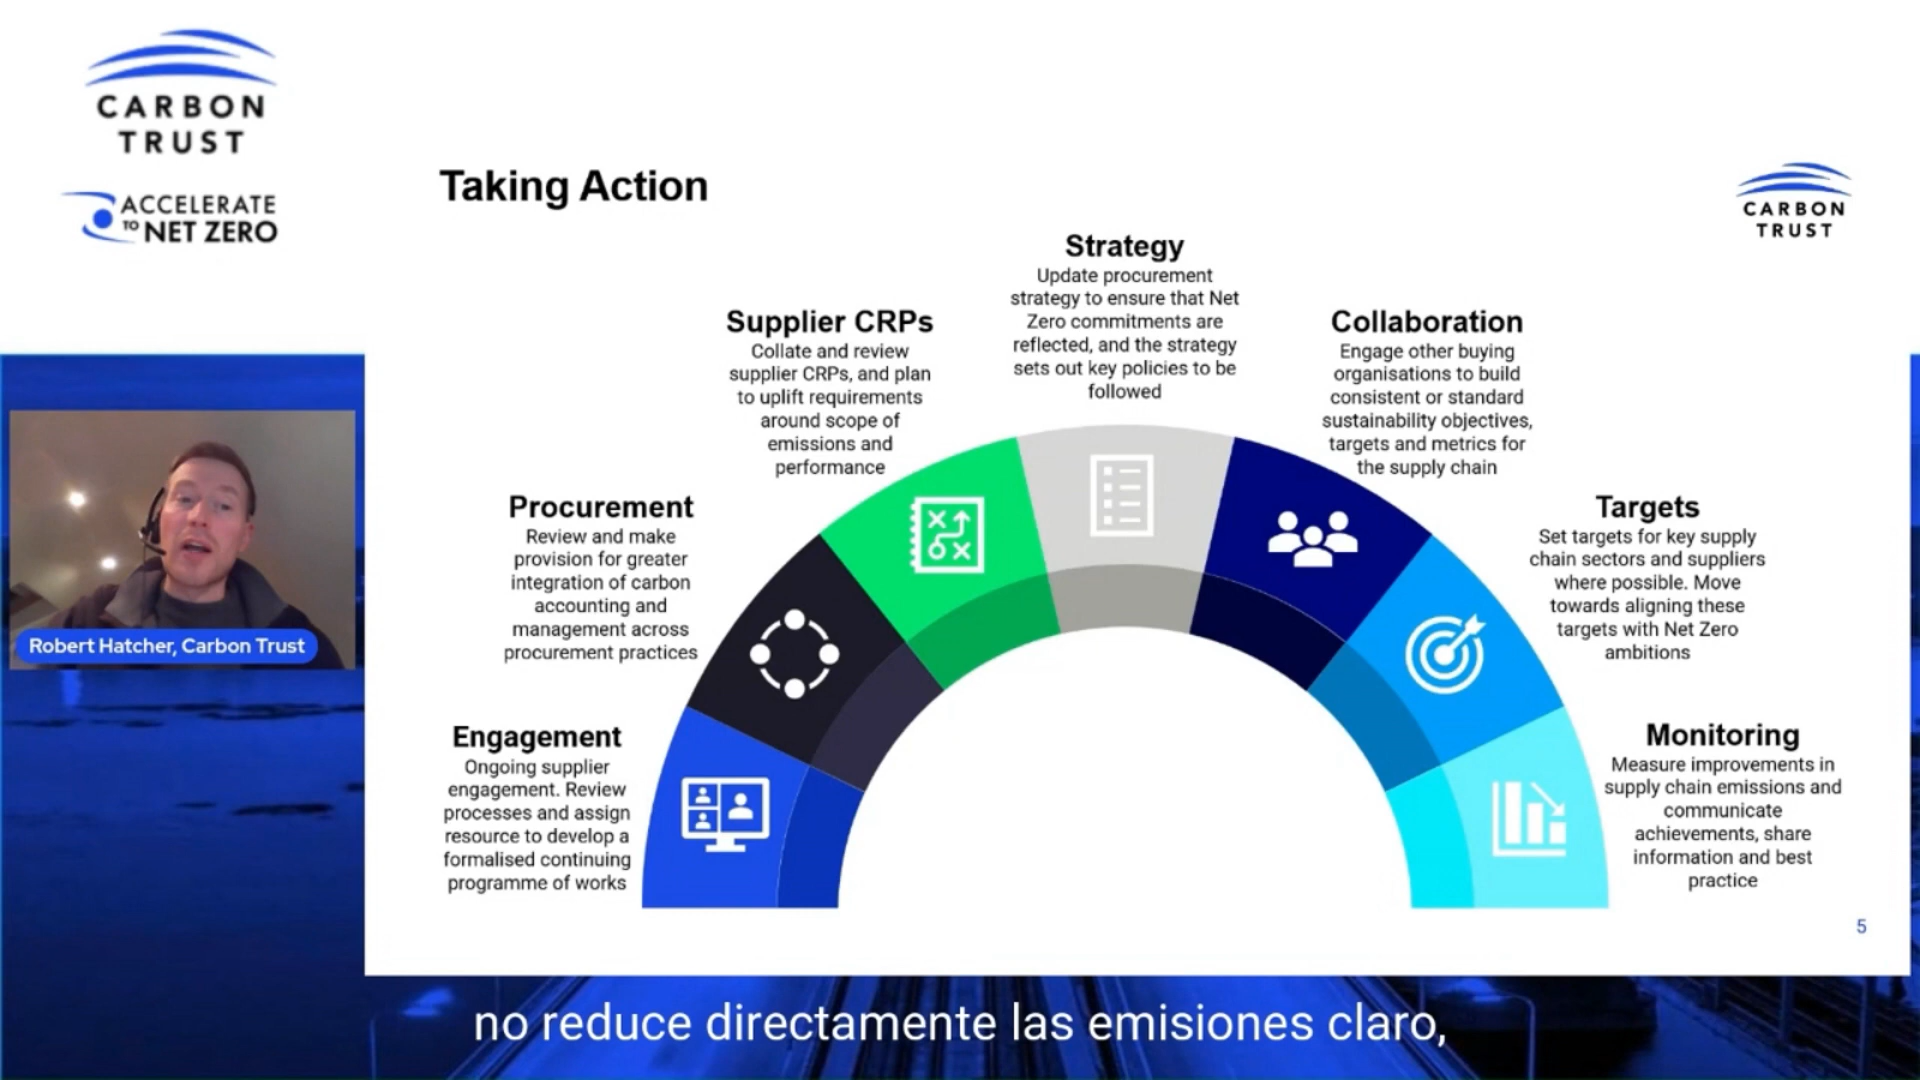 CARBON
TRUST
ACCELERATE
TO NET ZERO
Taking Action
CARBON
TRUST
Strategy
Update procurement
strategy to ensure that Net
Zero commitments are
reflected, and the strategy
sets out key policies to be
followed
Supplier CRPs
Collate and review
supplier CRPs, and plan
to uplift requirements
around scope of
emissions and
performance
Collaboration
Engage other buying
organisations to build
consistent or standard
sustainability objectives,
targets and metrics for
the supply chain
Procurement
Review and make
provision for greater
integration of carbon
accounting and
management across
procurement practices
Targets
Set targets for key supply
chain sectors and suppliers
where possible. Move
towards aligning these
targets with Net Zero
ambitions
Engagement
Ongoing supplier
engagement. Review
processes and assign
resource to develop a
formalised continuing
programme of works
Monitoring
Measure improvements in
supply chain emissions and
communicate
achievements, share
information and best
practice
Robert Hatcher, Carbon Trust
5
no reduce directamente las emisiones claro,